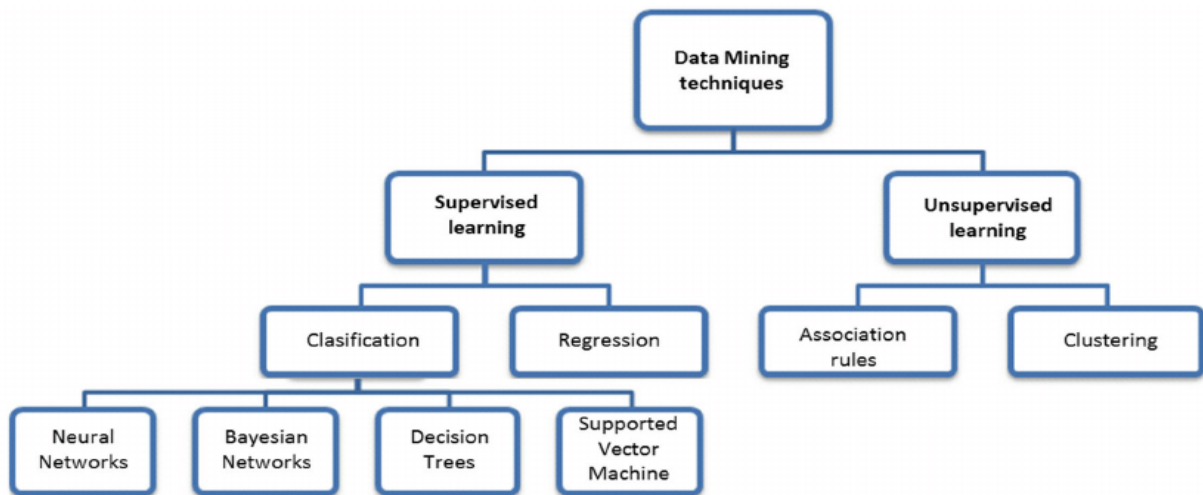 Data Mining
techniques
Supervised
learning
Unsupervised
learning
Clasification
Regression
Association
rules
Clustering
Neural
Networks
Bayesian
Networks
Decision
Trees
Supported
Vector
Machine